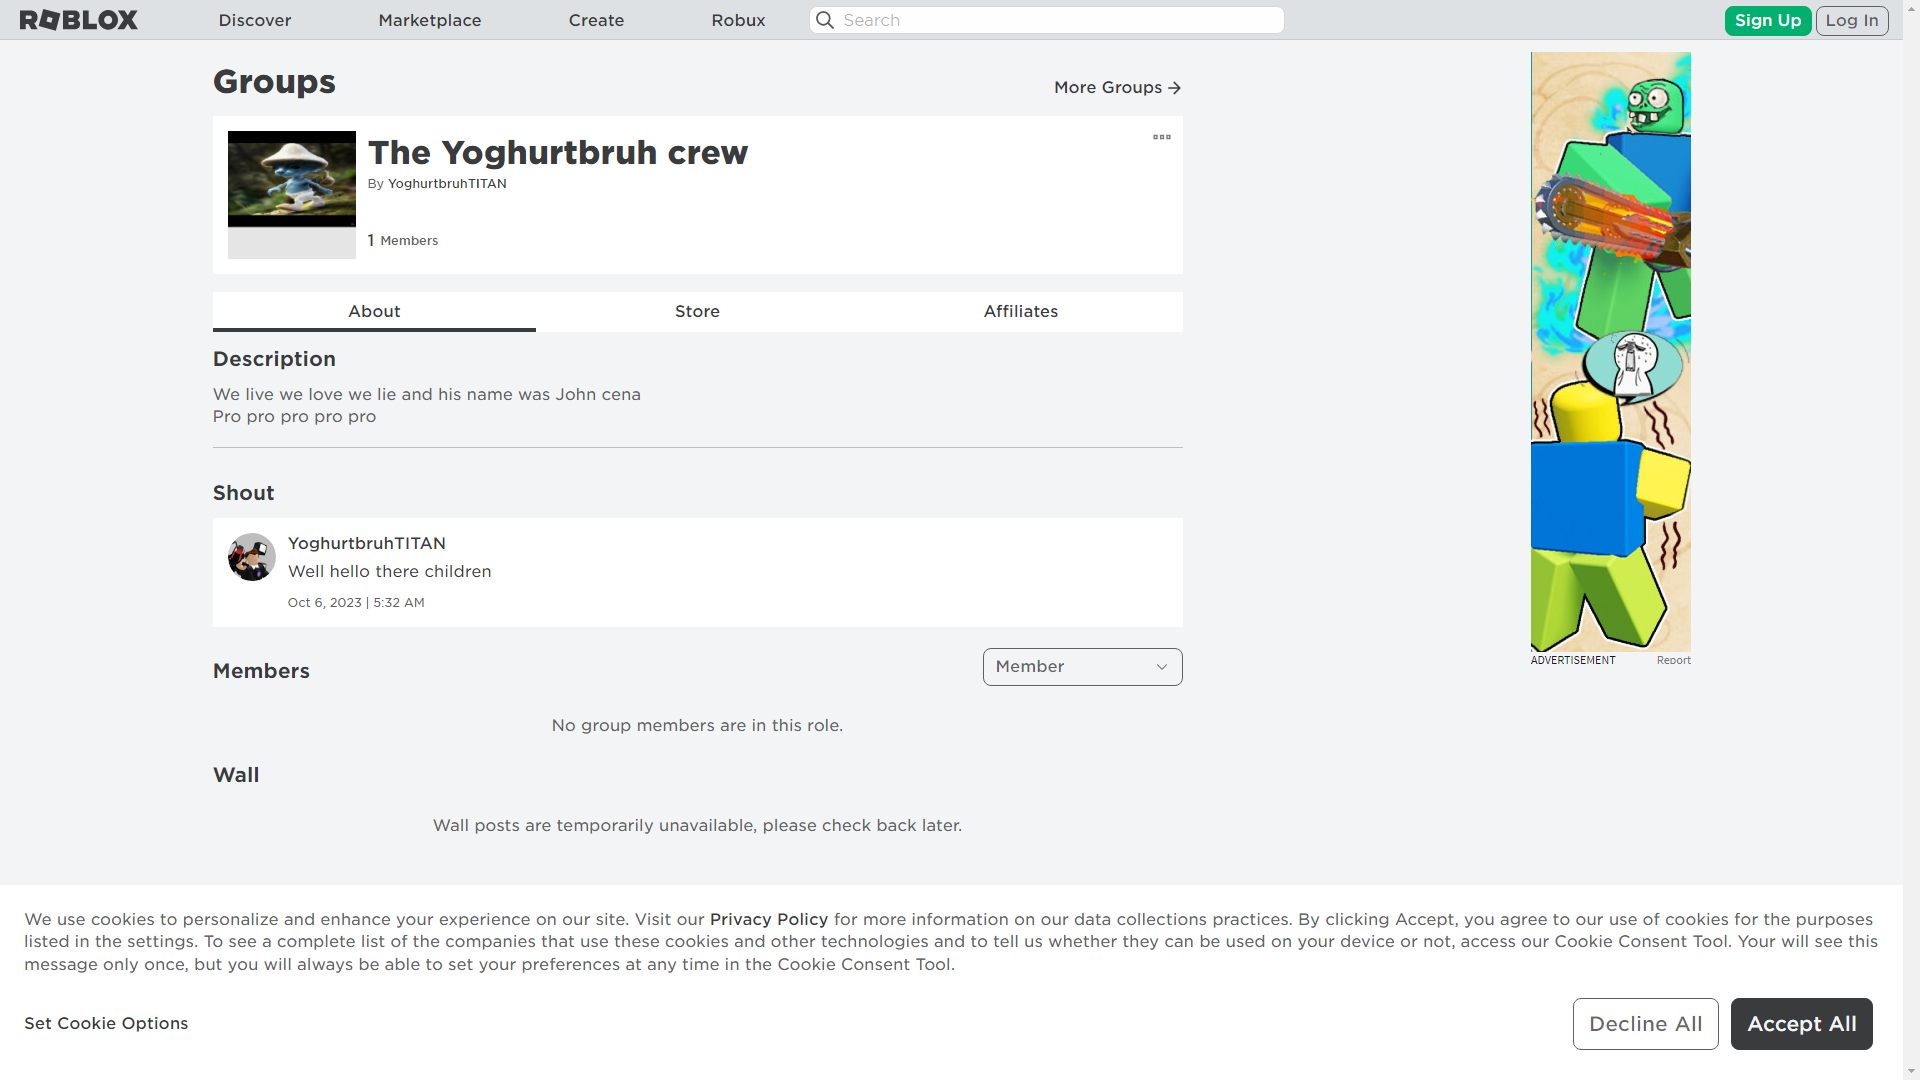 ROBLOX Discover Marketplace Create Robux Search Sign Up Log In
Groups
More Groups
The Yoghurtbruh crew
By YoghurtbruhTITAN
1 Members
About Store Affiliates
Description
We live we love we lie and his name was John cena
Pro pro pro pro pro
Shout
YoghurtbruhTITAN
Well hello there children
Oct 6, 2023 | 5:32 AM
Members
Member
No group members are in this role.
Wall
Wall posts are temporarily unavailable, please check back later.
ADVERTISEMENT Report
We use cookies to personalize and enhance your experience on our site. Visit our Privacy Policy for more information on our data collections practices. By clicking Accept, you agree to our use of cookies for the purposes
listed in the settings. To see a complete list of the companies that use these cookies and other technologies and to tell us whether they can be used on your device or not, access our Cookie Consent Tool. Your will see this
message only once, but you will always be able to set your preferences at any time in the Cookie Consent Tool.
Set Cookie Options
Decline All
Accept All